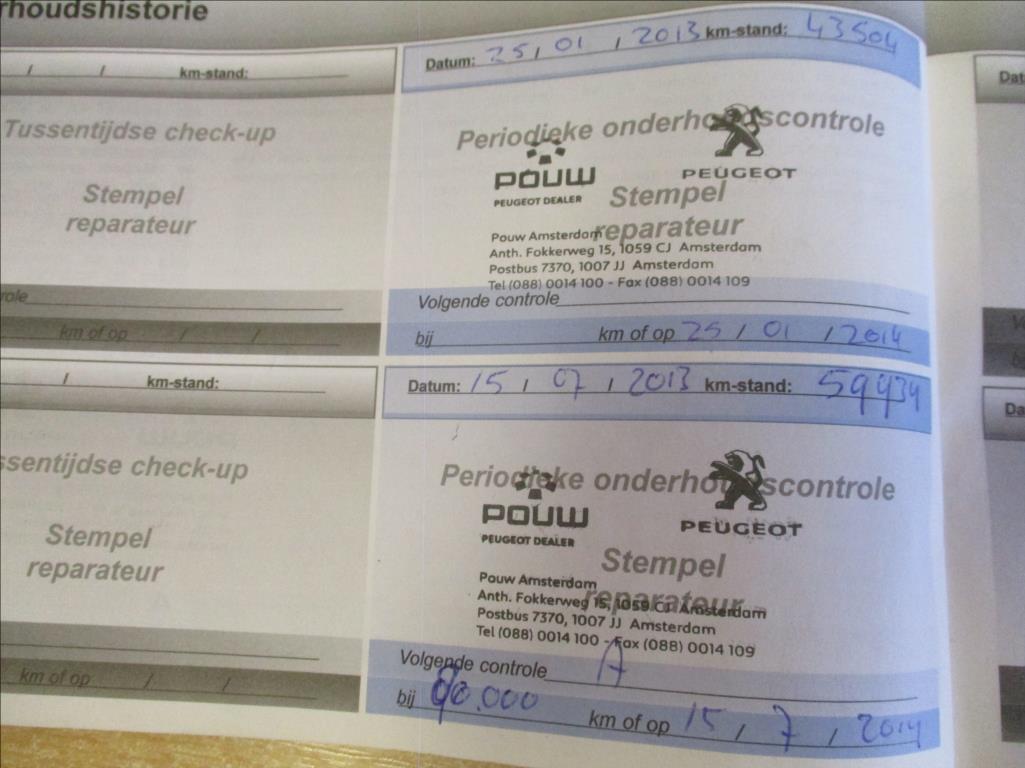 rhoudshistorie
/ / km-stand:
Tussentijdse check-up
Stempel
reparateur
role
km of op / /
Datum: 25 / 01 / 2013 km-stand: 43504
Periodieke onderhoudscontrole
POUW PEUGEOT
PEUGEOT DEALER
Stempel
reparateur
Pouw Amsterdam
Anth. Fokkerweg 15, 1059 CJ Amsterdam
Postbus 7370, 1007 JJ Amsterdam
Tel (088) 0014 100 - Fax (088) 0014 109
Volgende controle
bij km of op 25 / 01 / 2014
/ km-stand:
ssentijdse check-up
Stempel
reparateur
km of op / /
Datum: 15 / 07 / 2013 km-stand: 59934
Periodieke onderhoudscontrole
POUW PEUGEOT
PEUGEOT DEALER
Stempel
reparateur
Pouw Amsterdam
Anth. Fokkerweg 15, 1059 CJ Amsterdam
Postbus 7370, 1007 JJ Amsterdam
Tel (088) 0014 100 - Fax (088) 0014 109
Volgende controle A
bij km of op 15 / 7 / 2014
Dat
Da